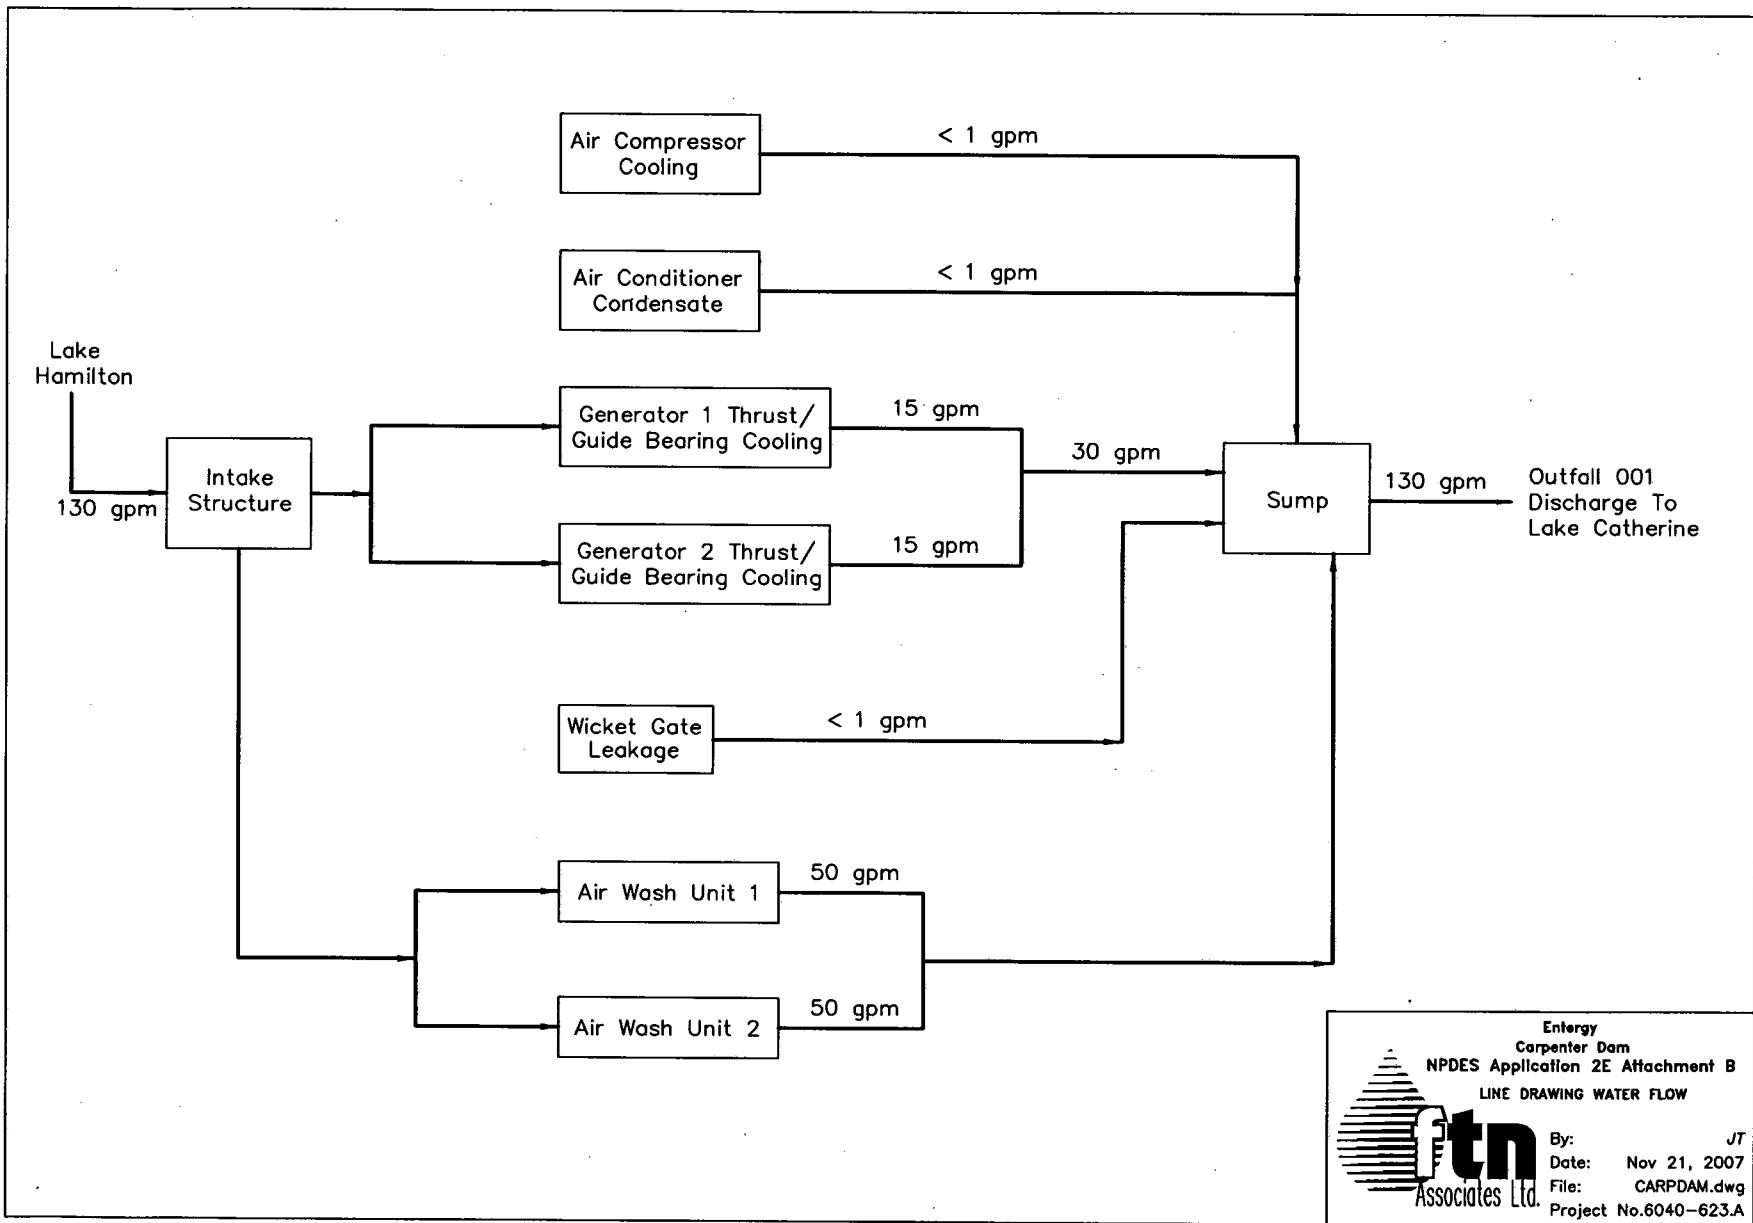 Air Compressor
Cooling
< 1 gpm
Air Conditioner
Condensate
< 1 gpm
Lake
Hamilton
130 gpm
Intake
Structure
Generator 1 Thrust/
Guide Bearing Cooling
15 gpm
Generator 2 Thrust/
Guide Bearing Cooling
15 gpm
30 gpm
Sump
130 gpm
Outfall 001
Discharge To
Lake Catherine
Wicket Gate
Leakage
< 1 gpm
Air Wash Unit 1
50 gpm
Air Wash Unit 2
50 gpm
Entergy
Carpenter Dam
NPDES Application 2E Attachment B
LINE DRAWING WATER FLOW
ftn
Associates Ltd.
By: JT
Date: Nov 21, 2007
File: CARPDAM.dwg
Project No.6040-623.A